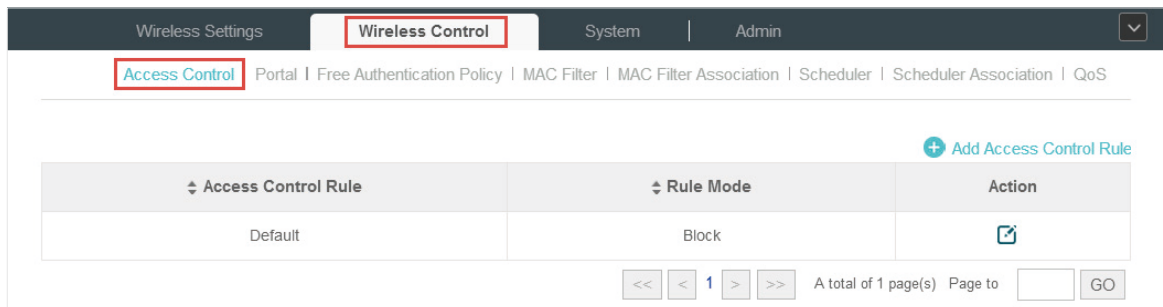 Wireless Settings Wireless Control System | Admin
Access Control Portal | Free Authentication Policy | MAC Filter | MAC Filter Association | Scheduler | Scheduler Association | QoS
Add Access Control Rule
Access Control Rule Rule Mode Action
Default Block
<< < 1 > >> A total of 1 page(s) Page to GO